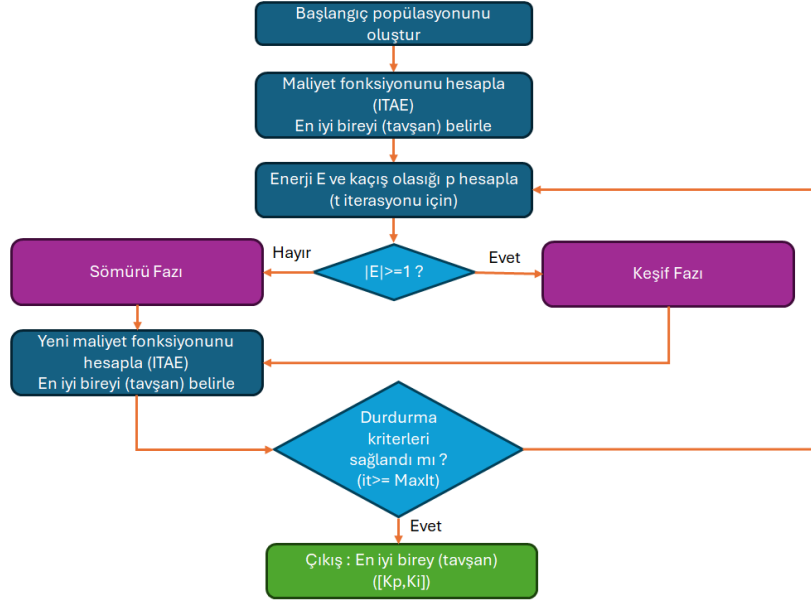 Başlangıç popülasyonunu
oluştur
Maliyet fonksiyonunu hesapla
(ITAE)
En iyi bireyi (tavşan) belirle
Enerji E ve kaçış olasığı p hesapla
(t iterasyonu için)
Hayır
|E|>=1 ?
Evet
Sömürü Fazı
Keşif Fazı
Yeni maliyet fonksiyonunu
hesapla (ITAE)
En iyi bireyi (tavşan) belirle
Durdurma
kriterleri
sağlandı mı ?
(it>= MaxIt)
Evet
Çıkış : En iyi birey (tavşan)
([Kp,Ki])